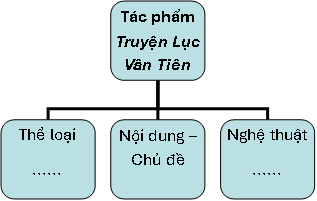 Tác phẩm
Truyện Lục
Vân Tiên
Thể loại
......
Nội dung –
Chủ đề
Nghệ thuật
......